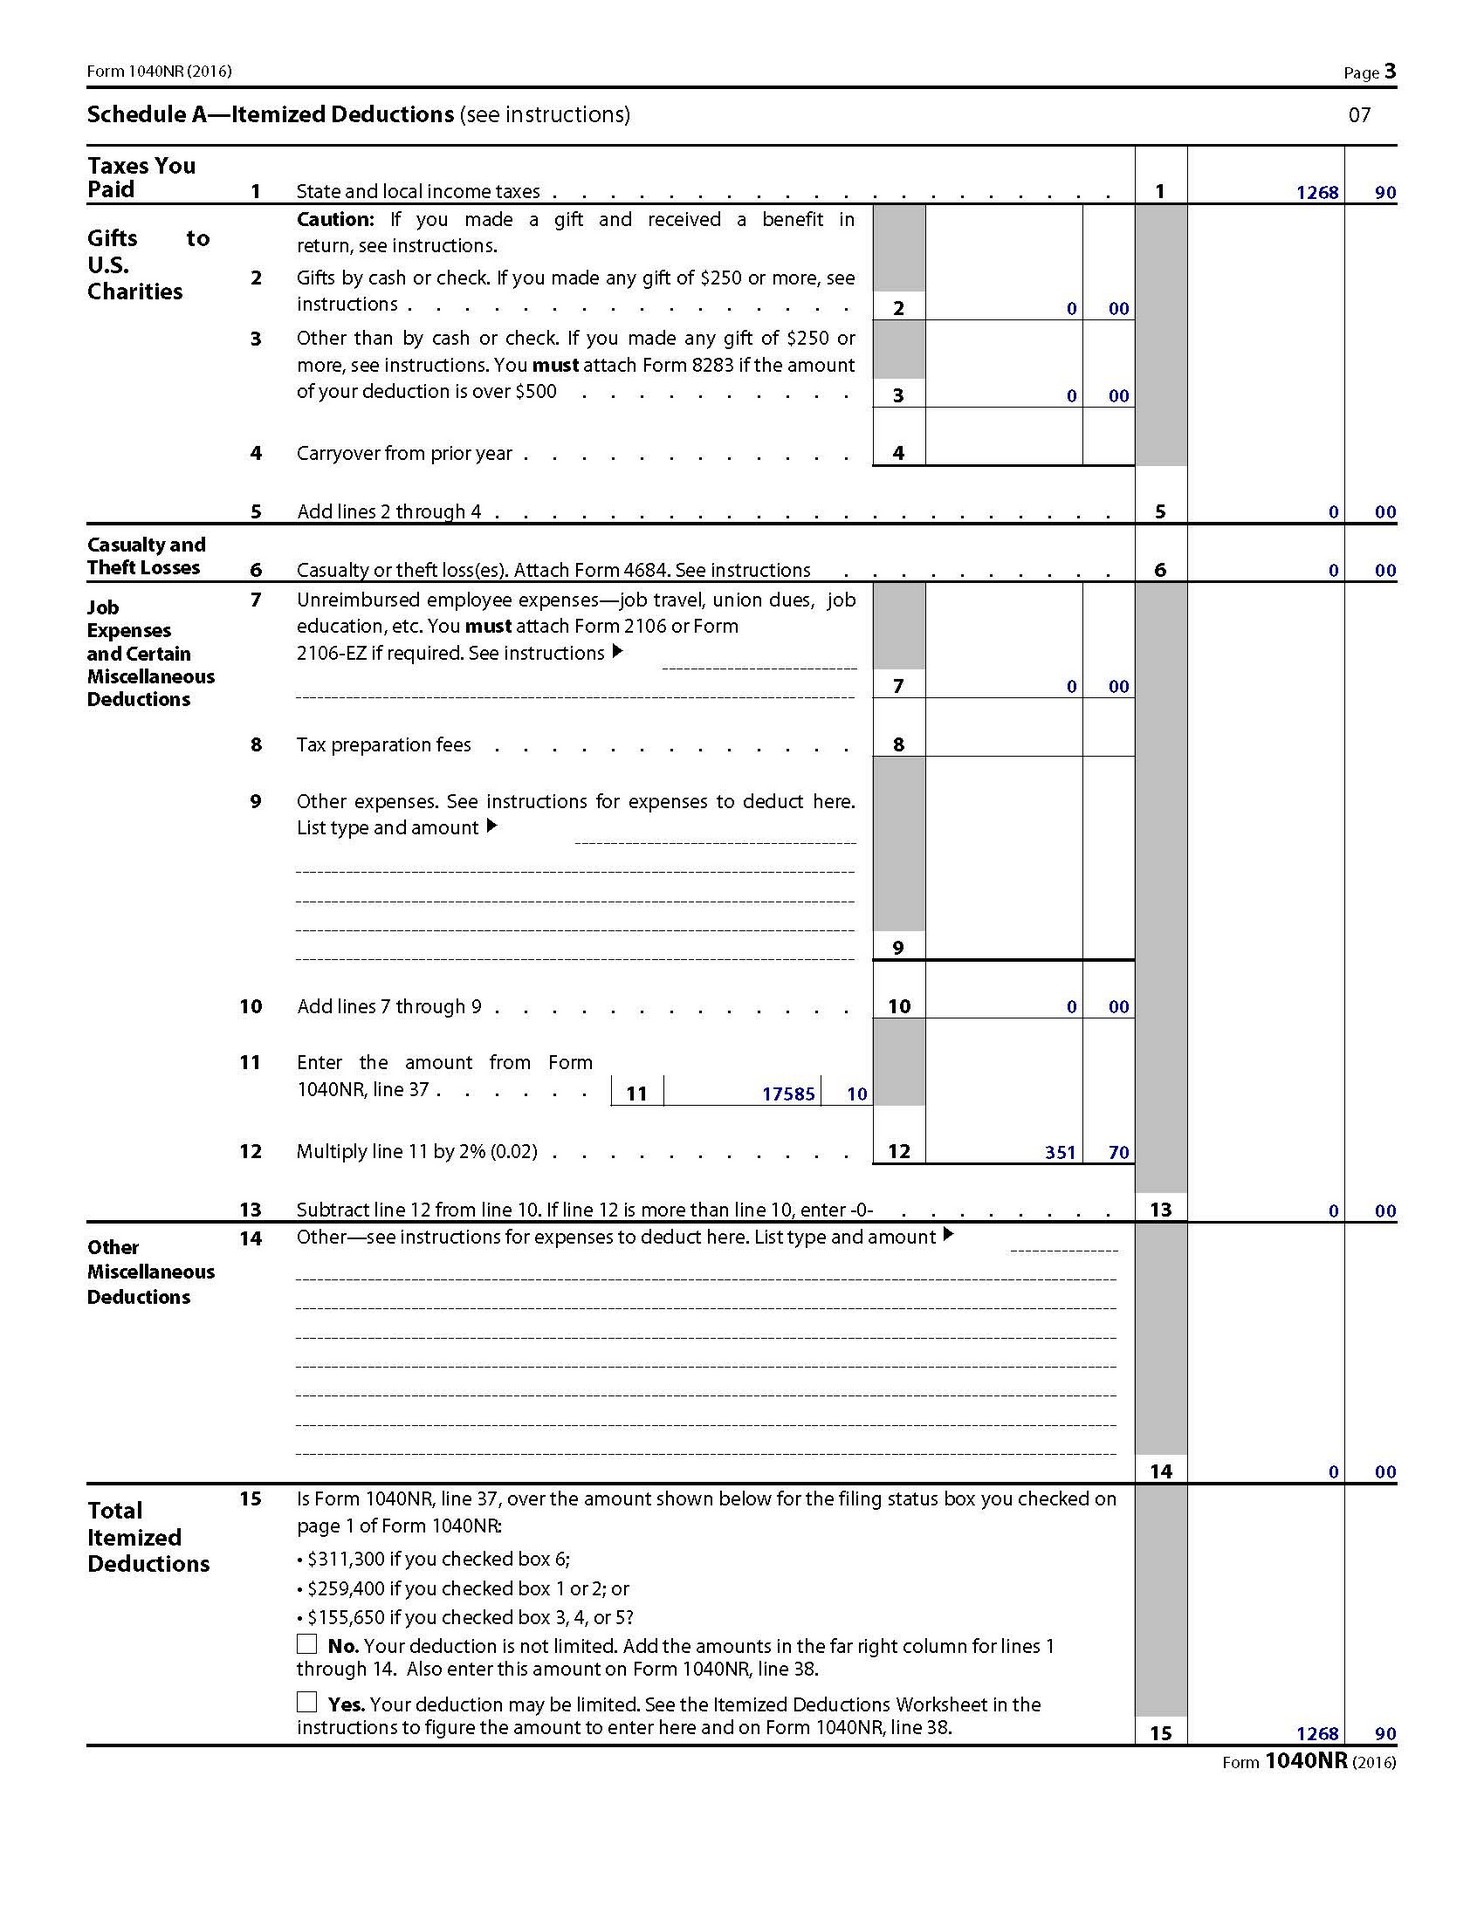 Form 1040NR (2016) Page 3
Schedule A—Itemized Deductions (see instructions) 07
Taxes You
Paid 1 State and local income taxes . . . . . . . . . . . . . . . . . . . . 1 1268 90
Gifts to
U.S.
Charities
Caution: If you made a gift and received a benefit in
return, see instructions.
2 Gifts by cash or check. If you made any gift of $250 or more, see
instructions . . . . . . . . . . . . . . . . 2 0 00
3 Other than by cash or check. If you made any gift of $250 or
more, see instructions. You must attach Form 8283 if the amount
of your deduction is over $500 . . . . . . . . . . 3 0 00
4 Carryover from prior year . . . . . . . . . . . . 4
5 Add lines 2 through 4 . . . . . . . . . . . . . . . . . . . . . . 5 0 00
Casualty and
Theft Losses 6 Casualty or theft loss(es). Attach Form 4684. See instructions . . . . . . . . . . 6 0 00
Job
Expenses
and Certain
Miscellaneous
Deductions
7 Unreimbursed employee expenses—job travel, union dues, job
education, etc. You must attach Form 2106 or Form
2106-EZ if required. See instructions ▶
7 0 00
8 Tax preparation fees . . . . . . . . . . . . . 8
9 Other expenses. See instructions for expenses to deduct here.
List type and amount ▶
9
10 Add lines 7 through 9 . . . . . . . . . . . . . 10 0 00
11 Enter the amount from Form
1040NR, line 37 . . . . . . 11 17585 10
12 Multiply line 11 by 2% (0.02) . . . . . . . . . . . 12 351 70
13 Subtract line 12 from line 10. If line 12 is more than line 10, enter -0- . . . . . . . . 13 0 00
Other
Miscellaneous
Deductions
14 Other—see instructions for expenses to deduct here. List type and amount ▶
14 0 00
Total
Itemized
Deductions
15 Is Form 1040NR, line 37, over the amount shown below for the filing status box you checked on
page 1 of Form 1040NR:
• $311,300 if you checked box 6;
• $259,400 if you checked box 1 or 2; or
• $155,650 if you checked box 3, 4, or 5?
No. Your deduction is not limited. Add the amounts in the far right column for lines 1
through 14. Also enter this amount on Form 1040NR, line 38.
Yes. Your deduction may be limited. See the Itemized Deductions Worksheet in the
instructions to figure the amount to enter here and on Form 1040NR, line 38.
15 1268 90
Form 1040NR (2016)